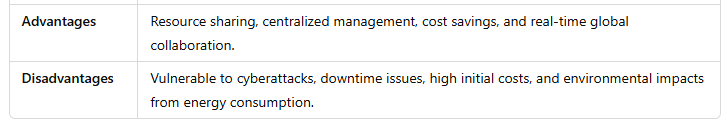 Advantages
Resource sharing, centralized management, cost savings, and real-time global
collaboration.
Disadvantages
Vulnerable to cyberattacks, downtime issues, high initial costs, and environmental impacts
from energy consumption.